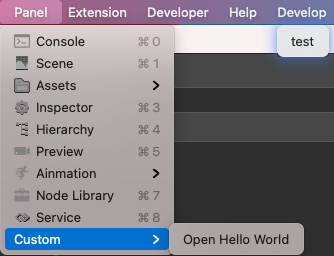 Panel Extension Developer Help Develop
test
Console ⌘ 0
Scene ⌘ 1
Assets
Inspector ⌘ 3
Hierarchy ⌘ 4
Preview ⌘ 5
Ainmation
Node Library ⌘ 7
Service ⌘ 8
Custom
Open Hello World